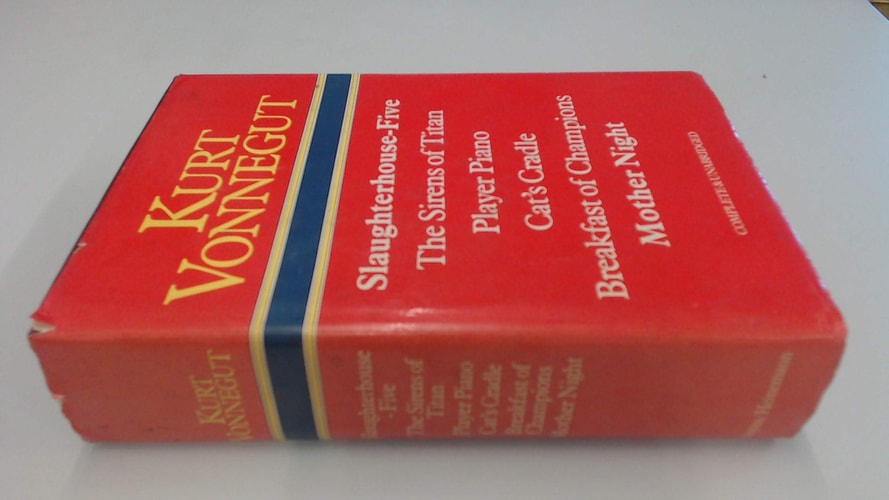 KURT
VONNEGUT
Slaughterhouse-Five
The Sirens of Titan
Player Piano
Cat's Cradle
Breakfast of Champions
Mother Night
COMPLETE & UNABRIDGED
KURT
VONNEGUT
Slaughterhouse
-Five
The Sirens of
Titan
Player Piano
Cat's Cradle
Breakfast of
Champions
Mother Night
Heinemann